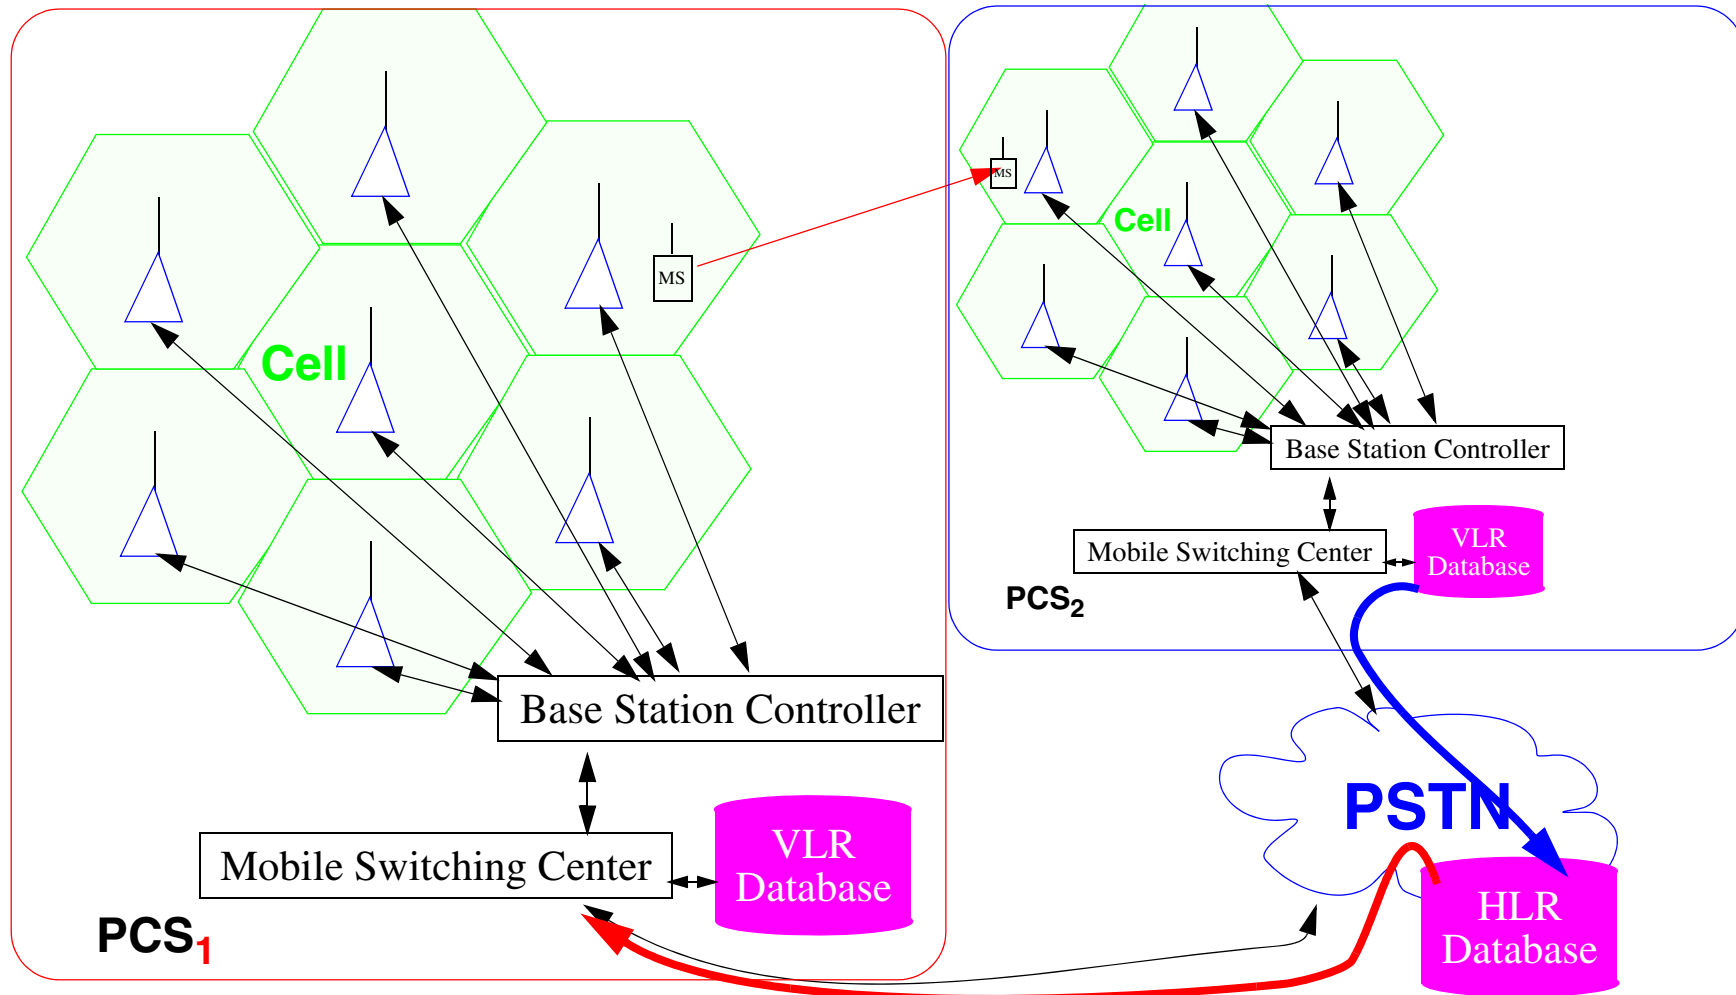 MS
Cell
Base Station Controller
Mobile Switching Center
VLR
Database
PCS1
MS
Cell
Base Station Controller
Mobile Switching Center
VLR
Database
PCS2
PSTN
HLR
Database